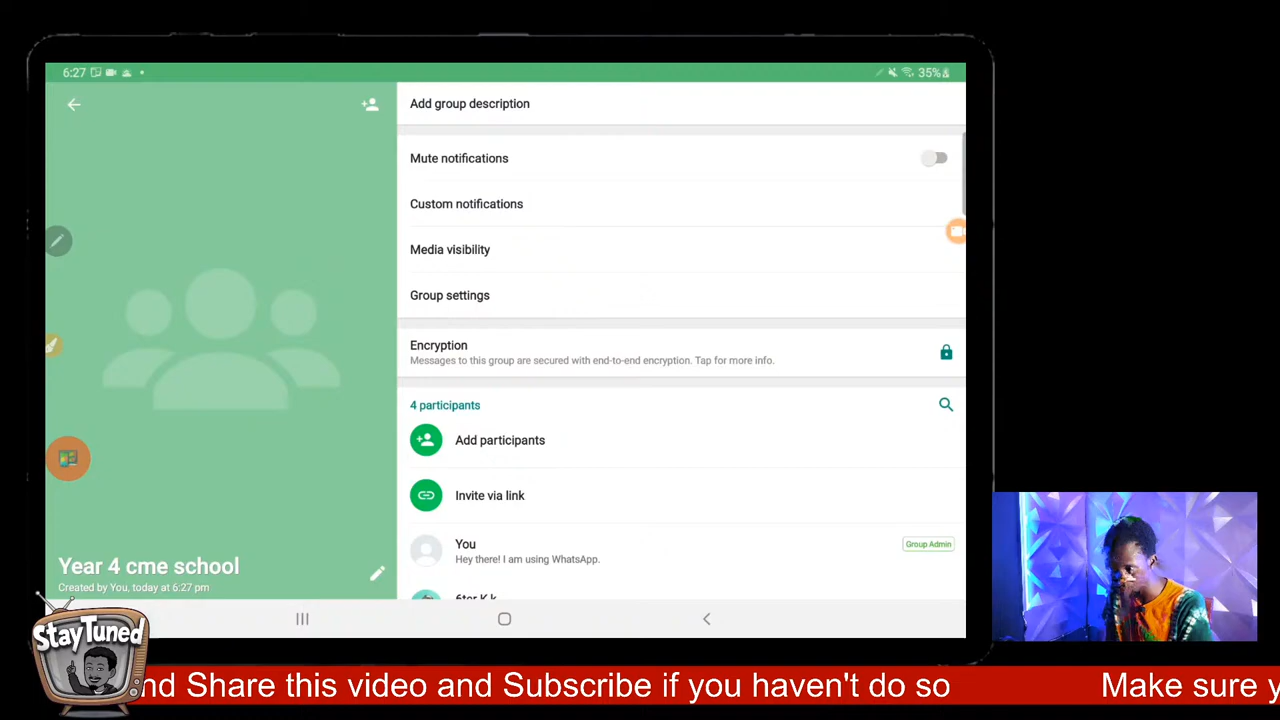 6:27
35%
Add group description
Mute notifications
Custom notifications
Media visibility
Group settings
Encryption
Messages to this group are secured with end-to-end encryption. Tap for more info.
4 participants
Add participants
Invite via link
You
Group Admin
Hey there! I am using WhatsApp.
Year 4 cme school
Created by You, today at 6:27 pm
StayTuned
nd Share this video and Subscribe if you haven't do so
Make sure y